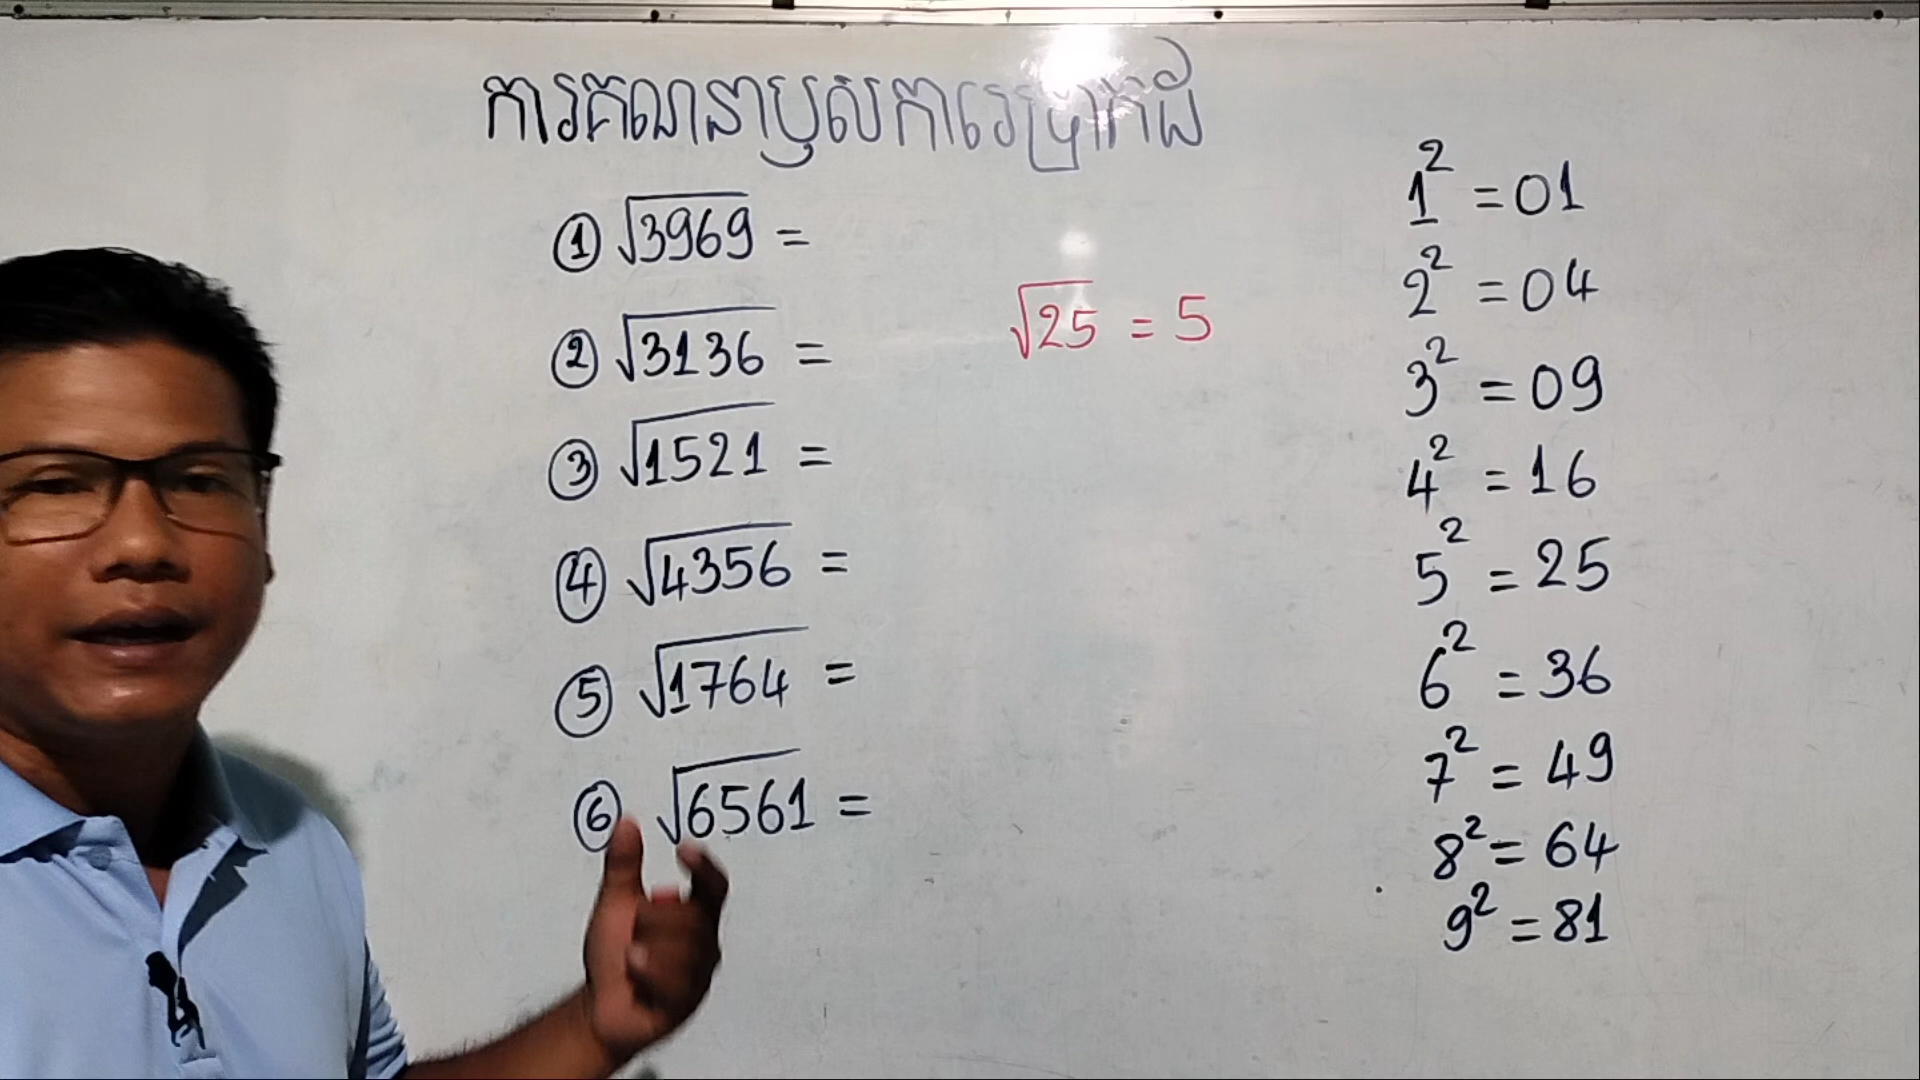 ការគណនាឫសការេប្រាកដ
① √3969 =
② √3136 =
③ √1521 =
④ √4356 =
⑤ √1764 =
⑥ √6561 =
√25 = 5
1² = 01
2² = 04
3² = 09
4² = 16
5² = 25
6² = 36
7² = 49
8² = 64
9² = 81